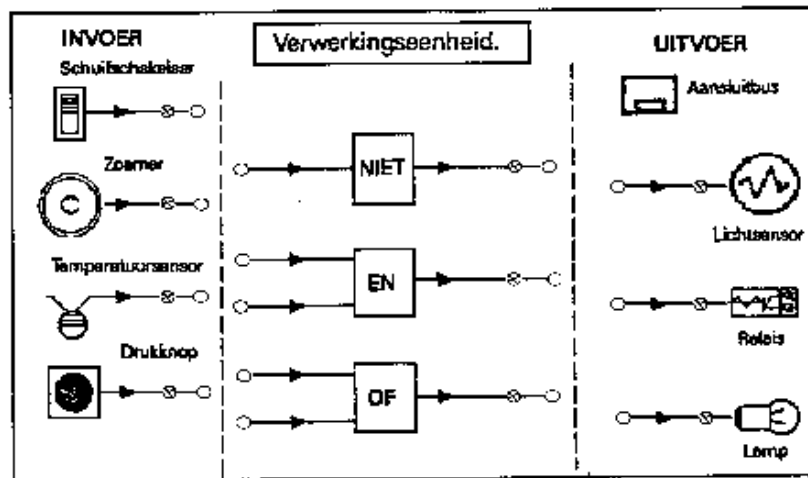 INVOER
Schuifschakelaar
Zoemer
Temperatuursensor
Drukknop
Verwerkingseenheid.
NIET
EN
OF
UITVOER
Aansluitbus
Lichtsensor
Relais
Lamp